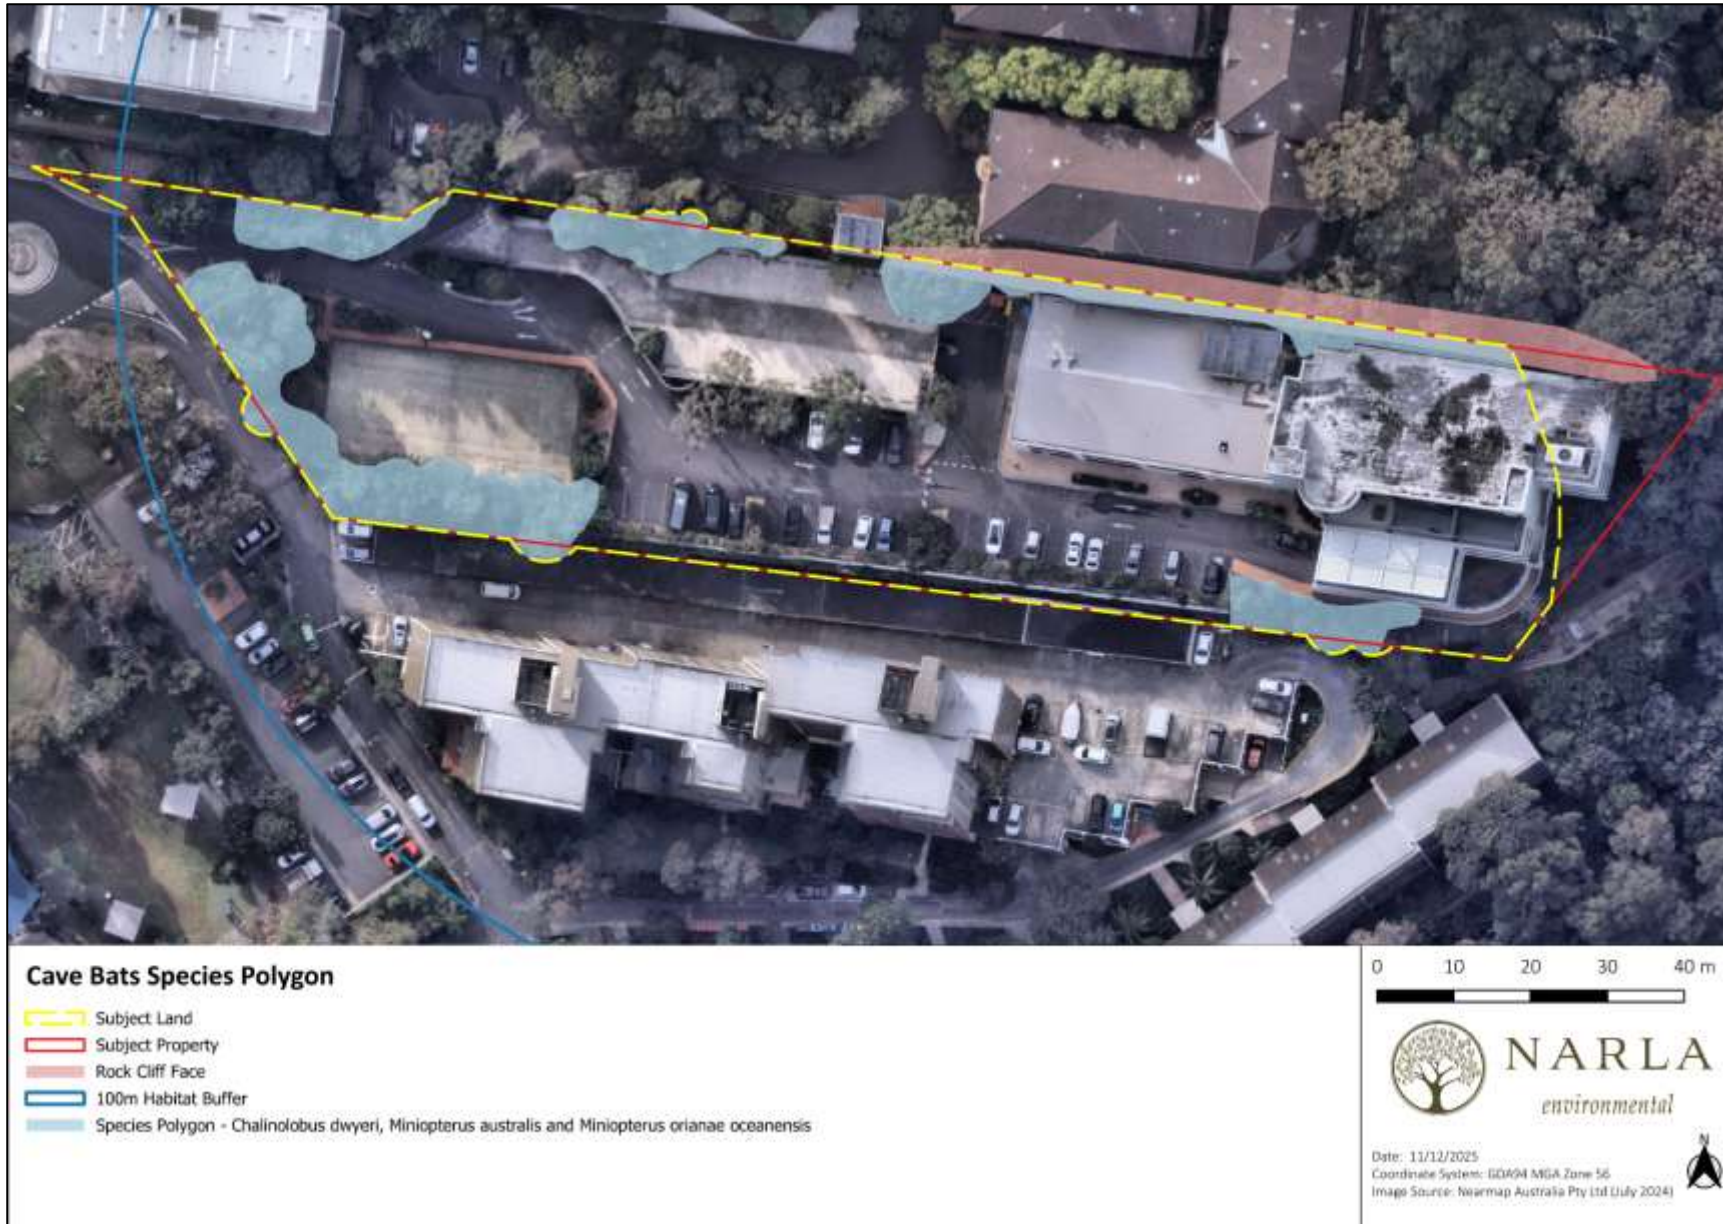 Cave Bats Species Polygon
Subject Land
Subject Property
Rock Cliff Face
100m Habitat Buffer
Species Polygon - Chalinolobus dwyeri, Miniopterus australis and Miniopterus orianae oceanensis
0 10 20 30 40 m
NARLA
environmental
N
Date: 11/12/2025
Coordinate System: GDA94 MGA Zone 56
Image Source: Nearmap Australia Pty Ltd (July 2024)